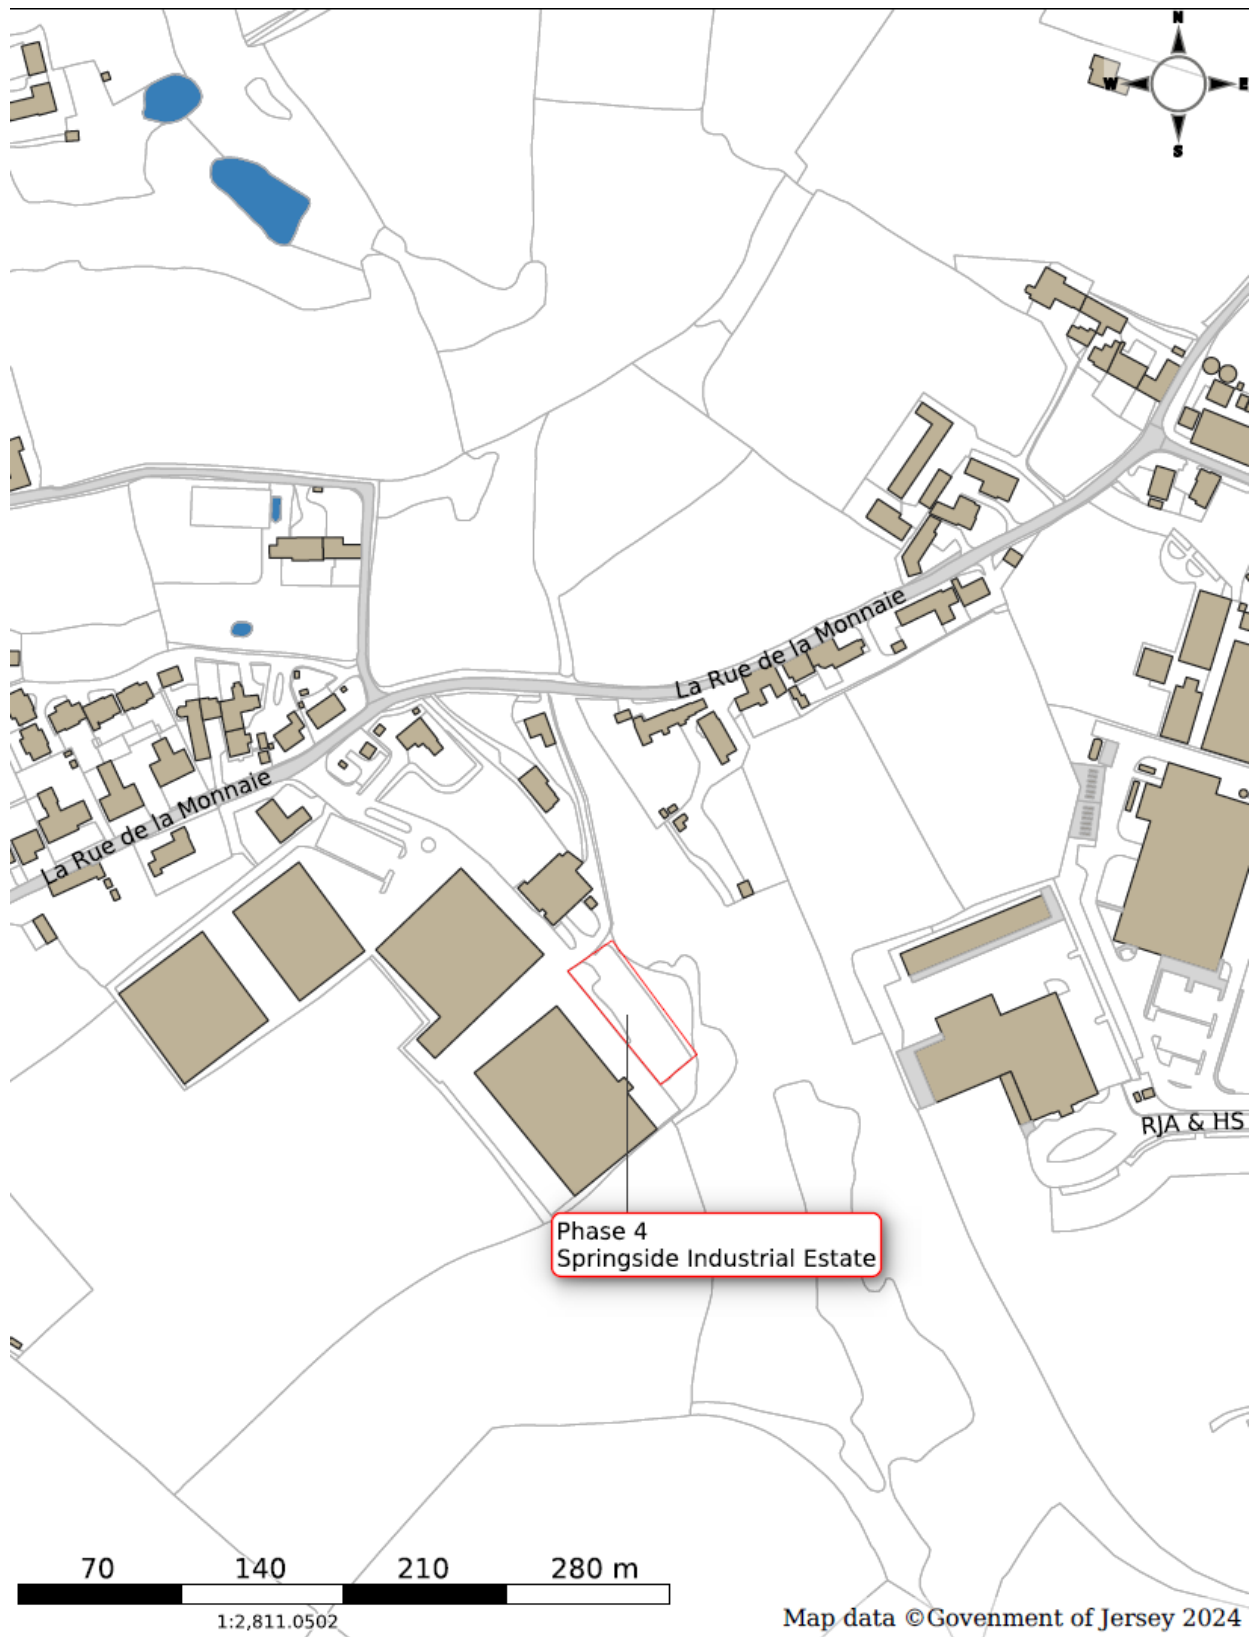 N
W
E
S
La Rue de la Monnaie
La Rue de la Monnaie
RJA & HS
Phase 4
Springside Industrial Estate
70 140 210 280 m
1:2,811.0502
Map data ©Govenment of Jersey 2024